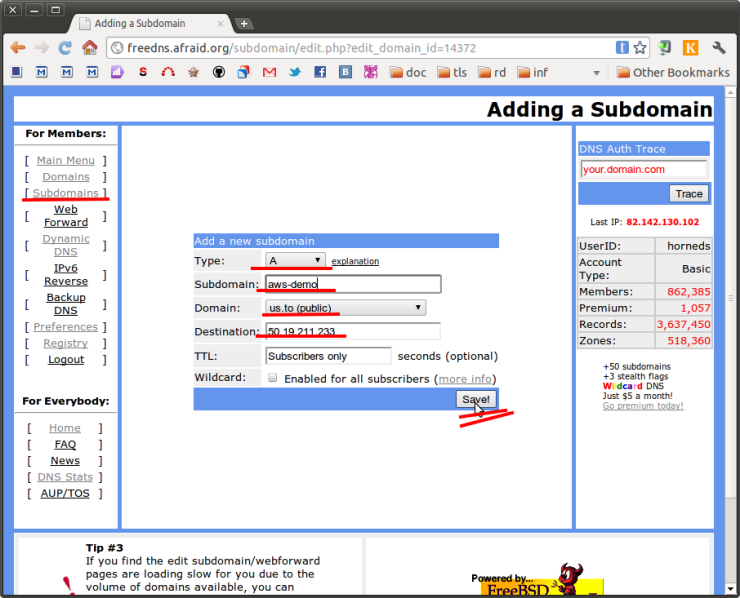 Adding a Subdomain
freedns.afraid.org/subdomain/edit.php?edit_domain_id=14372
doc tls rd inf Other Bookmarks
Adding a Subdomain
For Members:
[ Main Menu ]
[ Domains ]
[ Subdomains ]
[ Web Forward ]
[ Dynamic DNS ]
[ IPv6 Reverse ]
[ Backup DNS ]
[ Preferences ]
[ Registry ]
[ Logout ]
For Everybody:
[ Home ]
[ FAQ ]
[ News ]
[ DNS Stats ]
[ AUP/TOS ]
Add a new subdomain
Type: A explanation
Subdomain: aws-demo
Domain: us.to (public)
Destination: 50.19.211.233
TTL: Subscribers only seconds (optional)
Wildcard: Enabled for all subscribers (more info)
Save!
DNS Auth Trace
your.domain.com
Trace
Last IP: 82.142.130.102
UserID: horneds
Account Type: Basic
Members: 862,385
Premium: 1,057
Records: 3,637,450
Zones: 518,360
+50 subdomains
+3 stealth flags
Wildcard DNS
Just $5 a month!
Go premium today!
Tip #3
If you find the edit subdomain/webforward
pages are loading slow for you due to the
volume of domains available, you can
Powered by...
FreeBSD